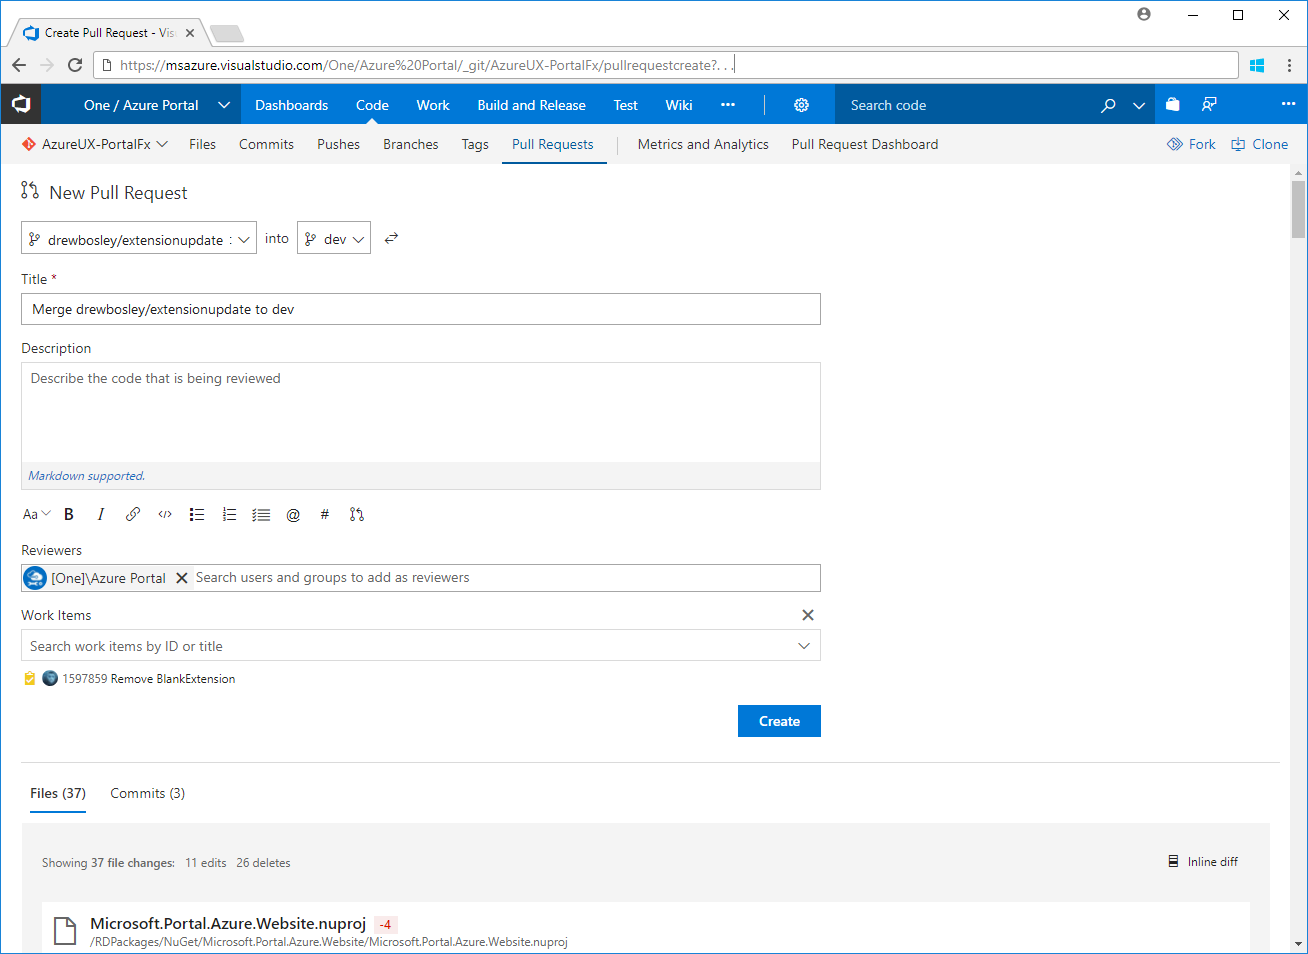 Create Pull Request - Vis
https://msazure.visualstudio.com/One/Azure%20Portal/_git/AzureUX-PortalFx/pullrequestcreate?. . .
One / Azure Portal Dashboards Code Work Build and Release Test Wiki ••• Search code •••
AzureUX-PortalFx Files Commits Pushes Branches Tags Pull Requests Metrics and Analytics Pull Request Dashboard Fork Clone
New Pull Request
drewbosley/extensionupdate : into dev
Title *
Merge drewbosley/extensionupdate to dev
Description
Describe the code that is being reviewed
Markdown supported.
Aa B I </> @ #
Reviewers
[One]\Azure Portal Search users and groups to add as reviewers
Work Items
Search work items by ID or title
1597859 Remove BlankExtension
Create
Files (37) Commits (3)
Showing 37 file changes: 11 edits 26 deletes Inline diff
Microsoft.Portal.Azure.Website.nuproj -4
/RDPackages/NuGet/Microsoft.Portal.Azure.Website/Microsoft.Portal.Azure.Website.nuproj